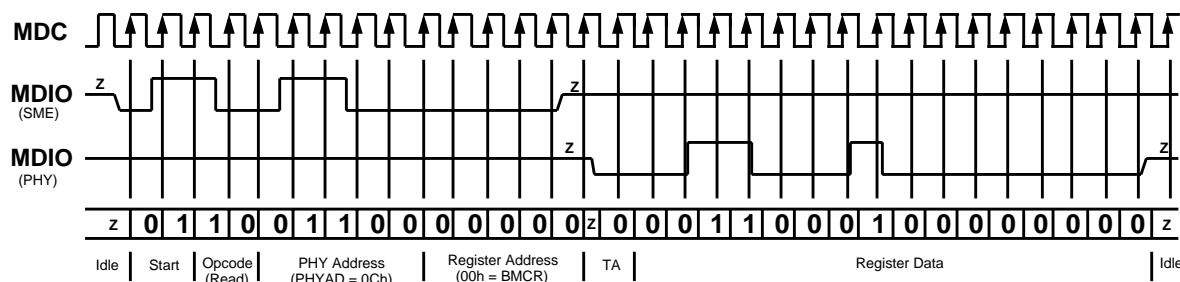 MDC
z
MDIO
(SME)
z
MDIO
(PHY)
z
z
z 0 1 1 0 0 1 1 0 0 0 0 0 0 0 z 0 0 0 1 1 0 0 0 1 0 0 0 0 0 0 0 0 z
Idle Start Opcode (Read) PHY Address (PHYAD = 0Ch) Register Address (00h = BMCR) TA Register Data Idle